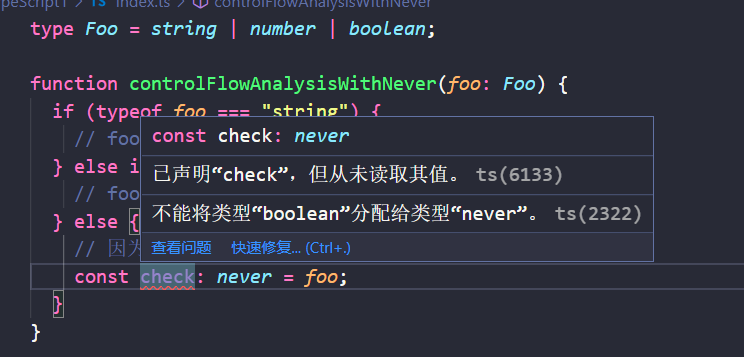 peScript1 > TS index.ts > controlFlowAnalysisWithNever
type Foo = string | number | boolean;
function controlFlowAnalysisWithNever(foo: Foo) {
if (typeof foo === "string") {
// foo
const check: never
} else i
已声明“check”，但从未读取其值。 ts(6133)
// foo
不能将类型“boolean”分配给类型“never”。 ts(2322)
} else {
// 因为
查看问题 快速修复... (Ctrl+.)
const check: never = foo;
}
}